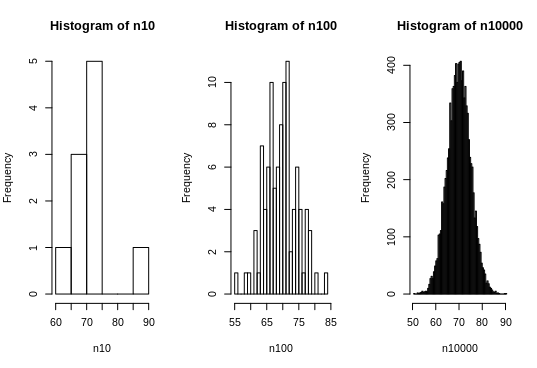 Histogram of n10
Frequency
5
4
3
2
1
0
60 70 80 90
n10
Histogram of n100
Frequency
10
8
6
4
2
0
55 65 75 85
n100
Histogram of n10000
Frequency
400
300
200
100
0
50 60 70 80 90
n10000